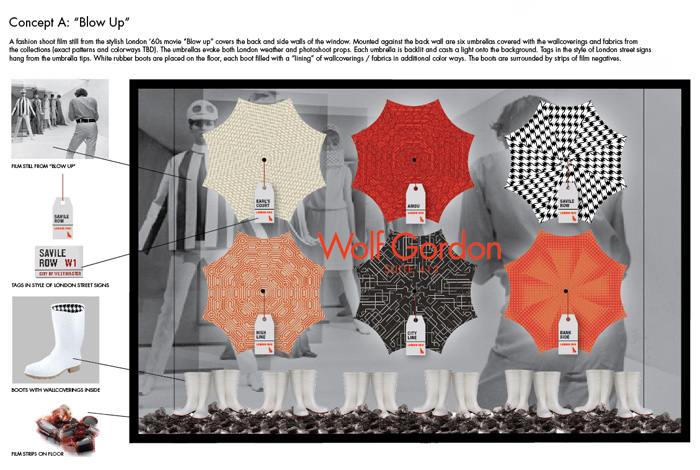 Concept A: “Blow Up”
A fashion shoot film still from the stylish London ’60s movie “Blow up” covers the back and side walls of the window. Mounted against the back wall are six umbrellas covered with the wallcoverings and fabrics from
the collections (exact patterns and colorways TBD). The umbrellas evoke both London weather and photoshoot props. Each umbrella is backlit and casts a light onto the background. Tags in the style of London street signs
hang from the umbrella tips. White rubber boots are placed on the floor, each boot filled with a “lining” of wallcoverings / fabrics in additional color ways. The boots are surrounded by strips of film negatives.
FILM STILL FROM “BLOW UP”
SAVILE
ROW
SAVILE
ROW W1
CITY OF WESTMINSTER
TAGS IN STYLE OF LONDON STREET SIGNS
BOOTS WITH WALLCOVERINGS INSIDE
FILM STRIPS ON FLOOR
EARL'S
COURT
SAVILE
ROW
Wolf Gordon
HIGH
LINE
CITY
LINE
BANK
SIDE